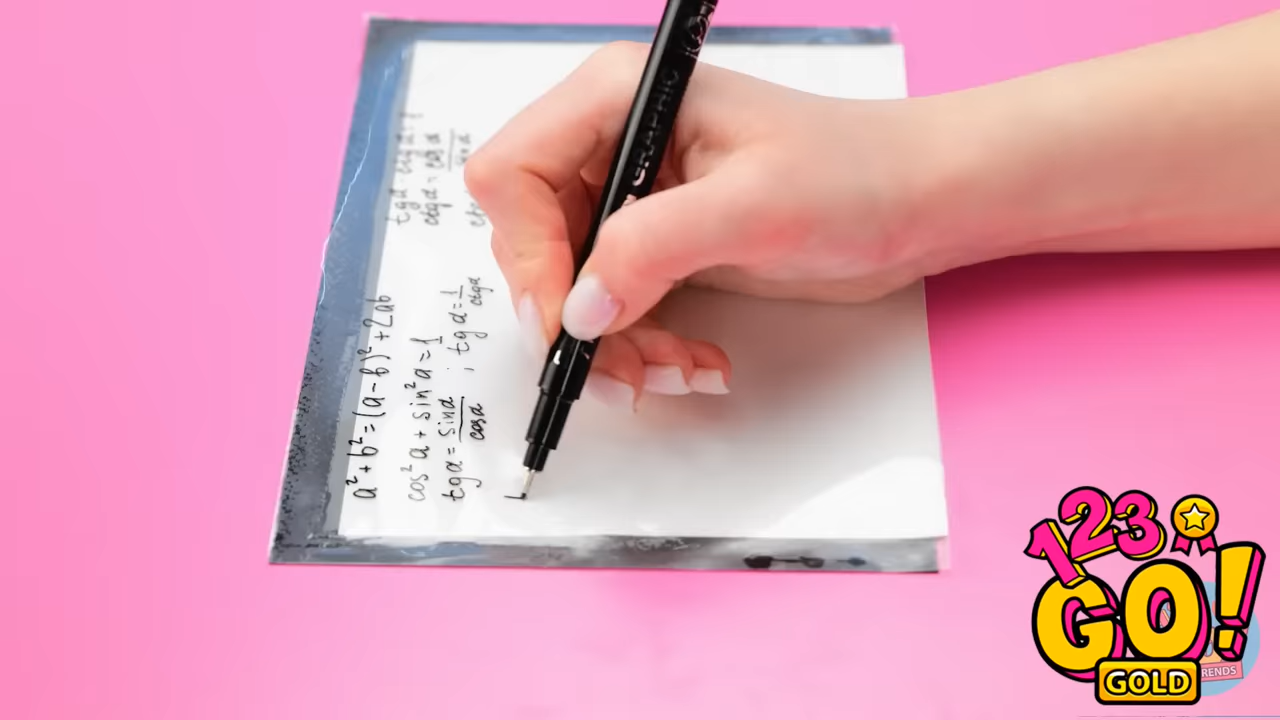 a² + b² = (a - b)² + 2ab
cos² a + sin² a = 1
tg a = sin a / cos a ; tg a = 1 / ctg a
tg a · ctg a = 1
ctg a = cos a / sin a
GRAPHIC
123
GO!
GOLD
RENDS